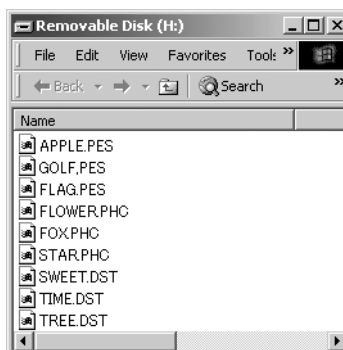 Removable Disk (H:)
File Edit View Favorites Tools »
Back Search »
Name
APPLE.PES
GOLF.PES
FLAG.PES
FLOWER.PHC
FOX.PHC
STAR.PHC
SWEET.DST
TIME.DST
TREE.DST